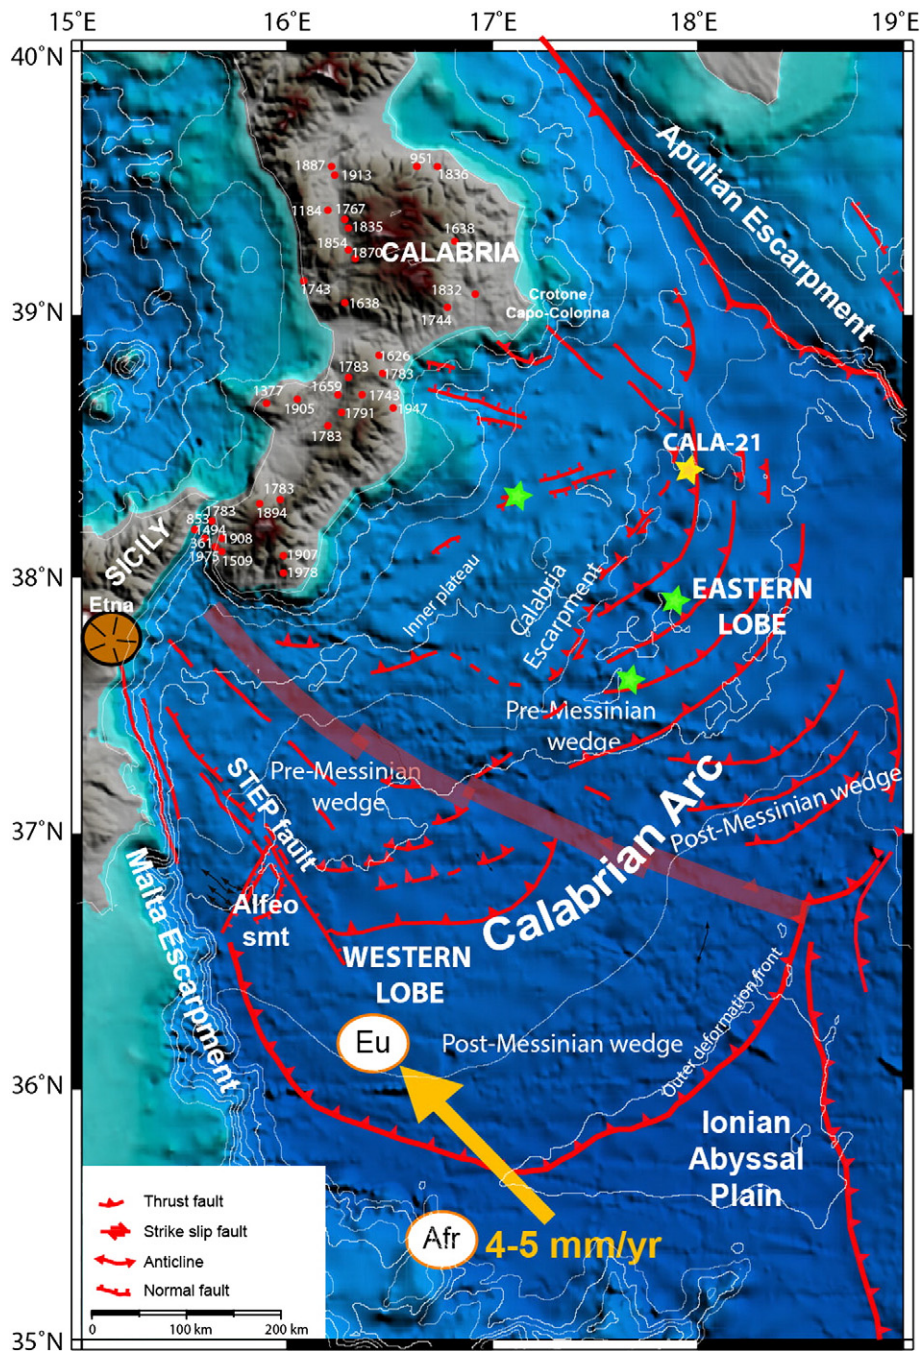 15°E
16°E
17°E
18°E
19°E
40°N
39°N
38°N
37°N
36°N
35°N
Apulian Escarpment
1887
1913
951
1836
1184
1767
1835
1854
1870
CALABRIA
1638
1743
1638
1832
1744
Crotone
Capo-Colonna
1626
1783
1783
1377
1905
1659
1743
1947
1791
1783
CALA-21
1783
1894
1783
853
1494
1908
361
1975
1509
1907
1978
SICILY
Etna
Inner plateau
Calabria
Escarpment
EASTERN
LOBE
Pre-Messinian
wedge
Pre-Messinian
wedge
STEP fault
Calabrian Arc
Post-Messinian wedge
Malta Escarpment
Alfeo
smt
WESTERN
LOBE
Eu
Post-Messinian wedge
Outer deformation front
Ionian
Abyssal
Plain
Afr
4-5 mm/yr
Thrust fault
Strike slip fault
Anticline
Normal fault
0
100 km
200 km